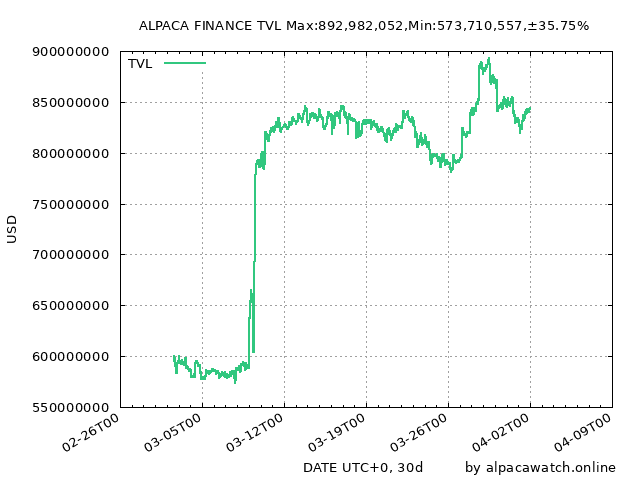 ALPACA FINANCE TVL Max:892,982,052,Min:573,710,557,±35.75%
TVL
900000000
850000000
800000000
750000000
700000000
650000000
600000000
550000000
USD
02-26T00
03-05T00
03-12T00
03-19T00
03-26T00
04-02T00
04-09T00
DATE UTC+0, 30d
by alpacawatch.online